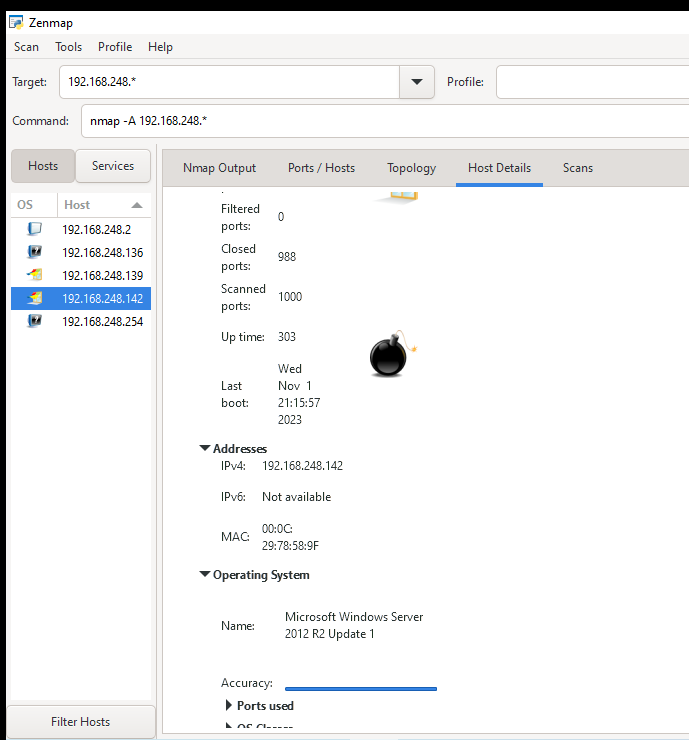 Zenmap
Scan Tools Profile Help
Target: 192.168.248.* Profile:
Command: nmap -A 192.168.248.*
Hosts Services
Nmap Output Ports / Hosts Topology Host Details Scans
OS Host
192.168.248.2
192.168.248.136
192.168.248.139
192.168.248.142
192.168.248.254
Filter Hosts
Filtered
ports:
0
Closed
ports:
988
Scanned
ports:
1000
Up time: 303
Last
boot:
Wed
Nov 1
21:15:57
2023
Addresses
IPv4: 192.168.248.142
IPv6: Not available
MAC:
00:0C:
29:78:58:9F
Operating System
Name:
Microsoft Windows Server
2012 R2 Update 1
Accuracy:
Ports used
OS Classes